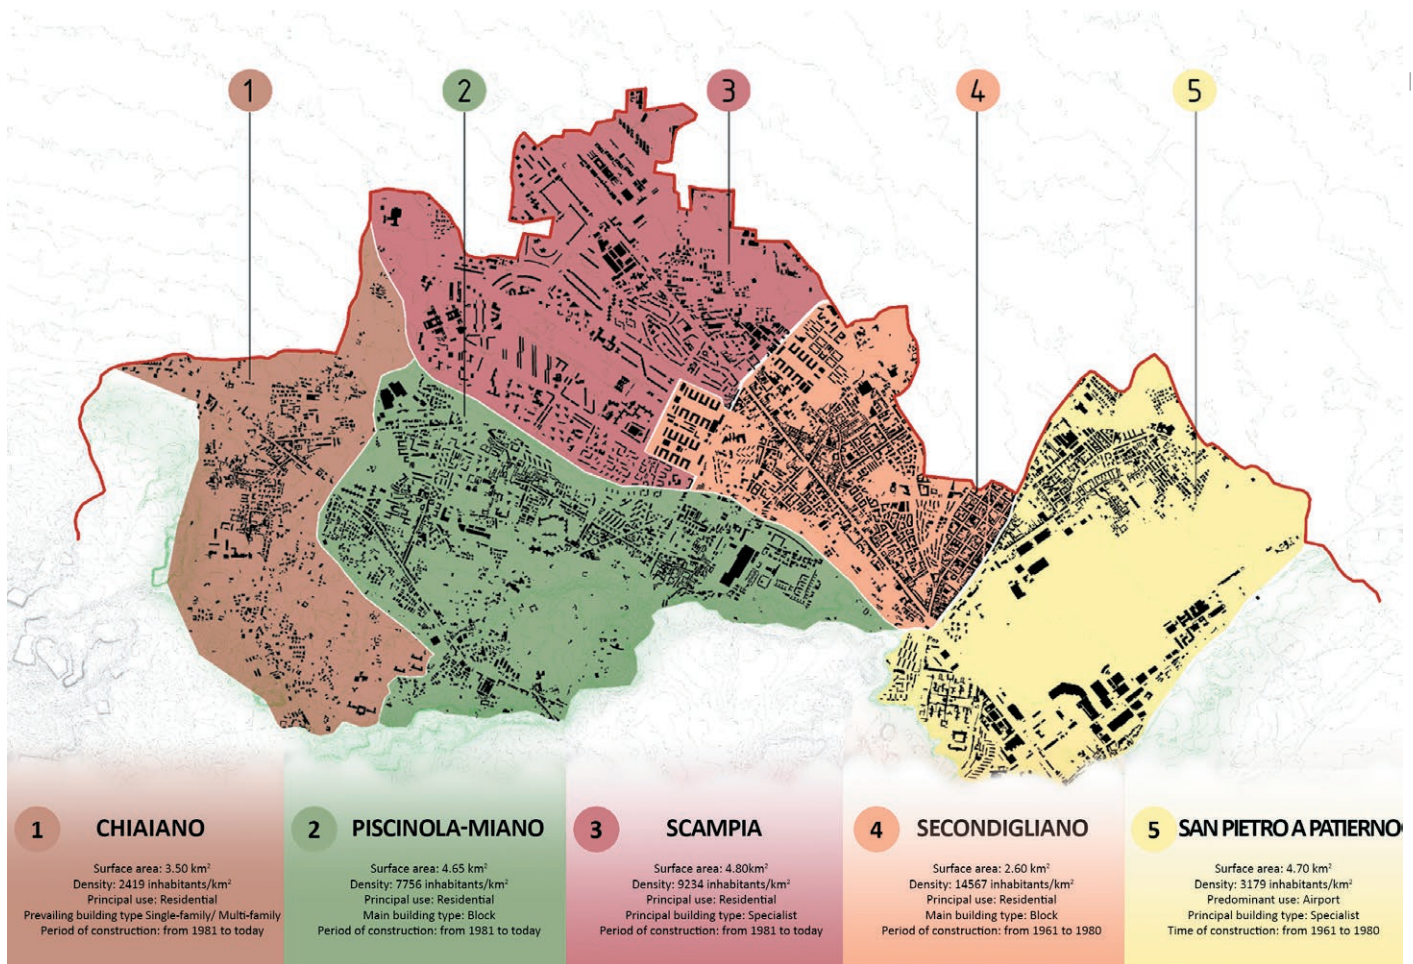 1
2
3
4
5
1 CHIAIANO
Surface area: 3.50 km²
Density: 2419 inhabitants/km²
Principal use: Residential
Prevailing building type Single-family/ Multi-family
Period of construction: from 1981 to today
2 PISCINOLA-MIANO
Surface area: 4.65 km²
Density: 7756 inhabitants/km²
Principal use: Residential
Main building type: Block
Period of construction: from 1981 to today
3 SCAMPIA
Surface area: 4.80km²
Density: 9234 inhabitants/km²
Principal use: Residential
Principal building type: Specialist
Period of construction: from 1981 to today
4 SECONDIGLIANO
Surface area: 2.60 km²
Density: 14567 inhabitants/km²
Principal use: Residential
Main building type: Block
Period of construction: from 1961 to 1980
5 SAN PIETRO A PATIERNO
Surface area: 4.70 km²
Density: 3179 inhabitants/km²
Predominant use: Airport
Principal building type: Specialist
Time of construction: from 1961 to 1980